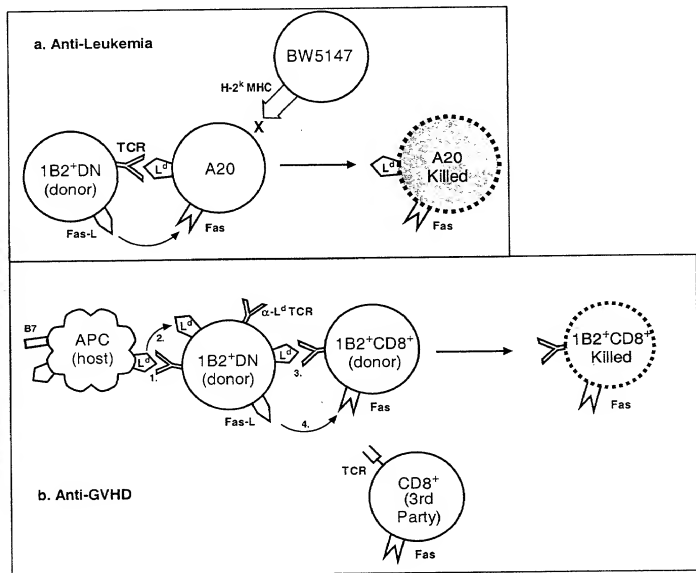 a. Anti-Leukemia
BW5147
H-2ᵏ MHC
X
TCR
1B2⁺DN
(donor)
Lᵈ
A20
Lᵈ
A20
Killed
Fas-L
Fas
Fas
B7
APC
(host)
Lᵈ
1.
2.
Lᵈ
α-Lᵈ TCR
1B2⁺DN
(donor)
Lᵈ
3.
1B2⁺CD8⁺
(donor)
1B2⁺CD8⁺
Killed
Fas-L
4.
Fas
Fas
TCR
CD8⁺
(3rd
Party)
Fas
b. Anti-GVHD